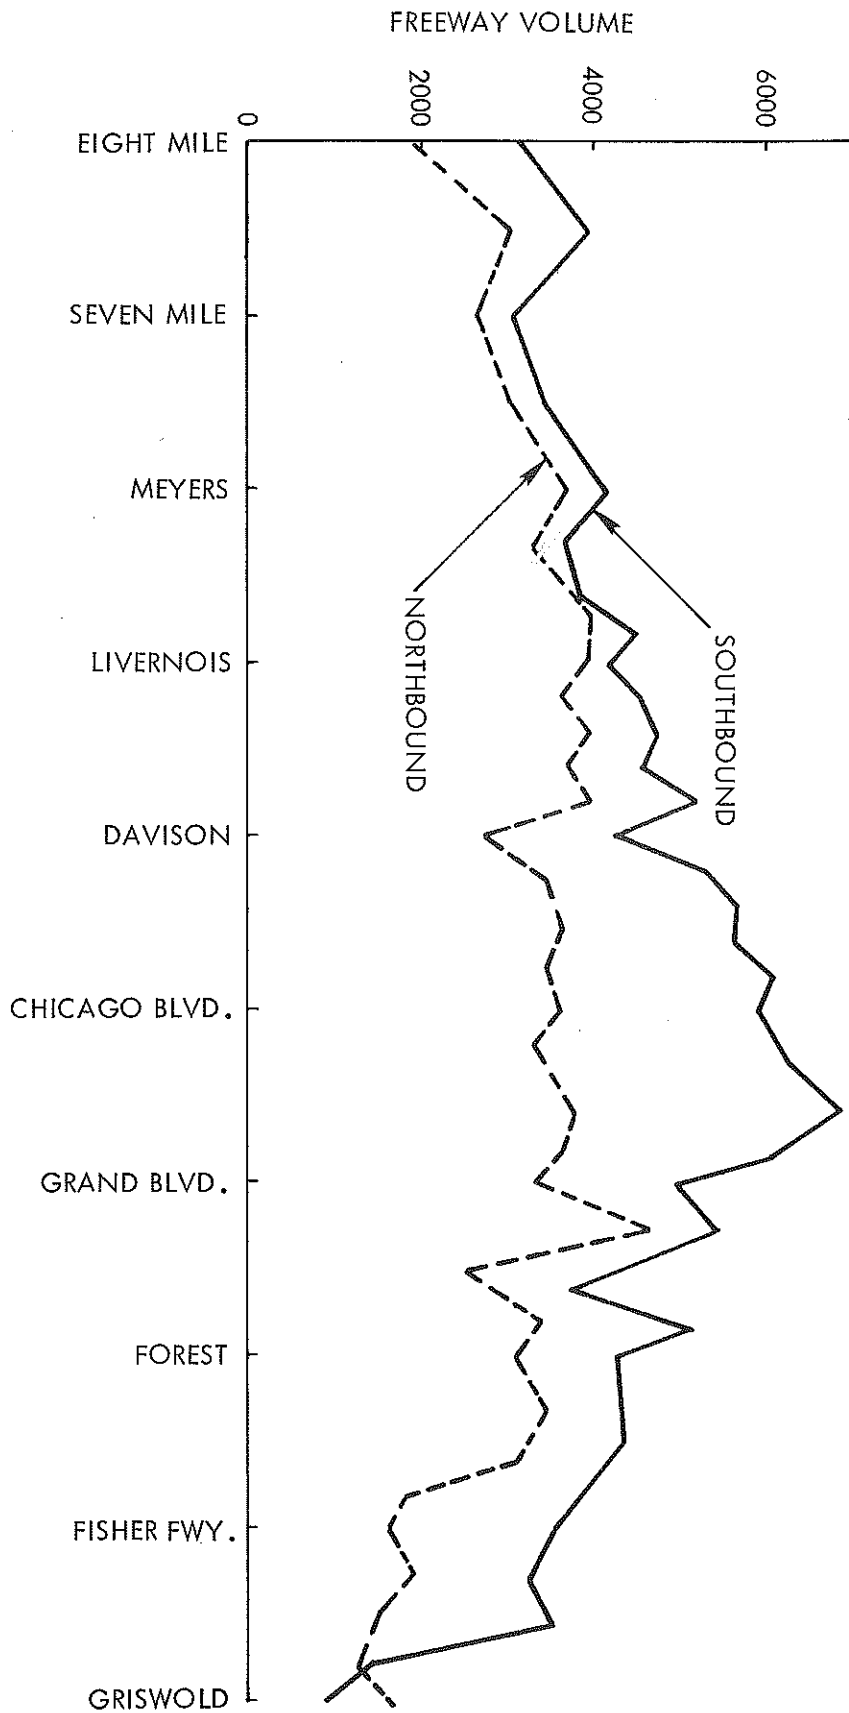 FREEWAY VOLUME
0
2000
4000
6000
EIGHT MILE
SEVEN MILE
MEYERS
LIVERNOIS
DAVISON
CHICAGO BLVD.
GRAND BLVD.
FOREST
FISHER FWY.
GRISWOLD
NORTHBOUND
SOUTHBOUND